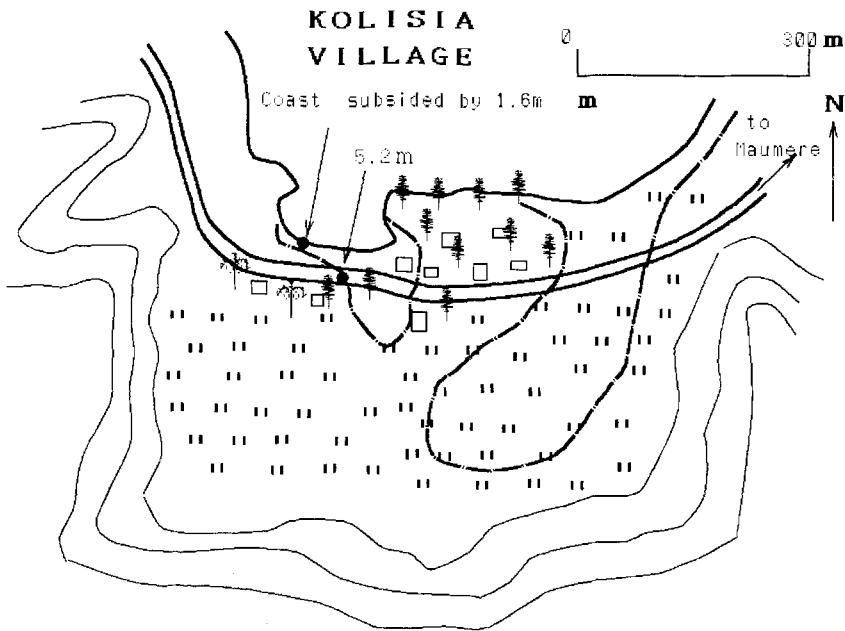 KOLISIA
VILLAGE
0 300 m
Coast subsided by 1.6m m
N
to
Maumere
5.2m